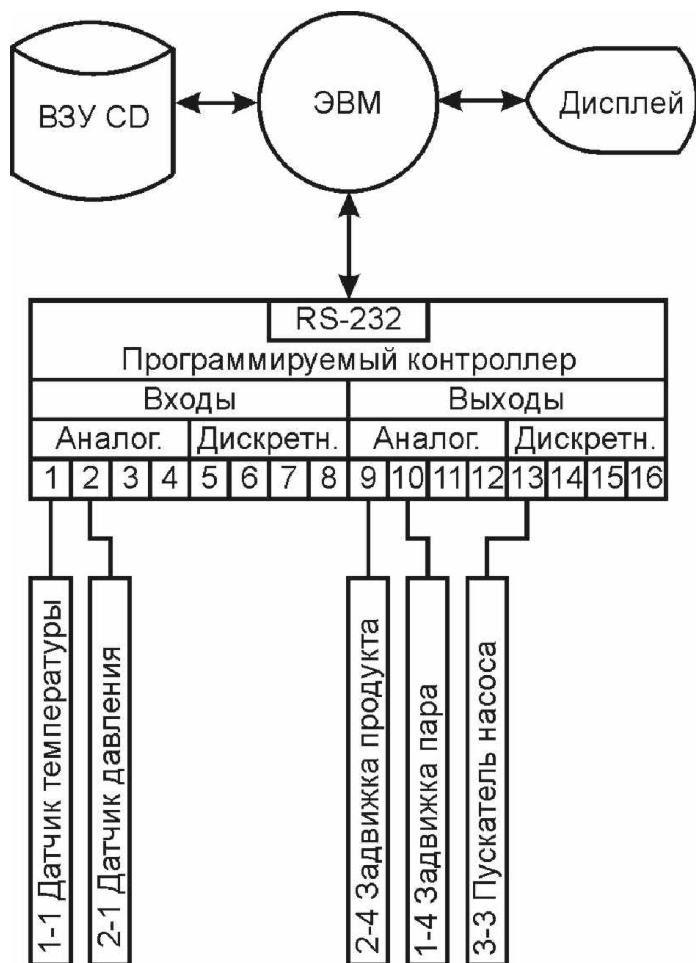 ВЗУ CD
ЭВМ
Дисплей
RS-232
Программируемый контроллер
Входы
Выходы
Аналог.
Дискретн.
Аналог.
Дискретн.
1 2 3 4 5 6 7 8 9 10 11 12 13 14 15 16
1-1 Датчик температуры
2-1 Датчик давления
2-4 Задвижка продукта
1-4 Задвижка пара
3-3 Пускатель насоса